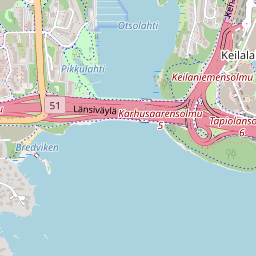 Otsolahti
Keilala
Pikkulahti
Keilaniemensolmu
51
Länsiväylä
Karhusaarensolmu
5
Tapiolanso
6
Bredviken